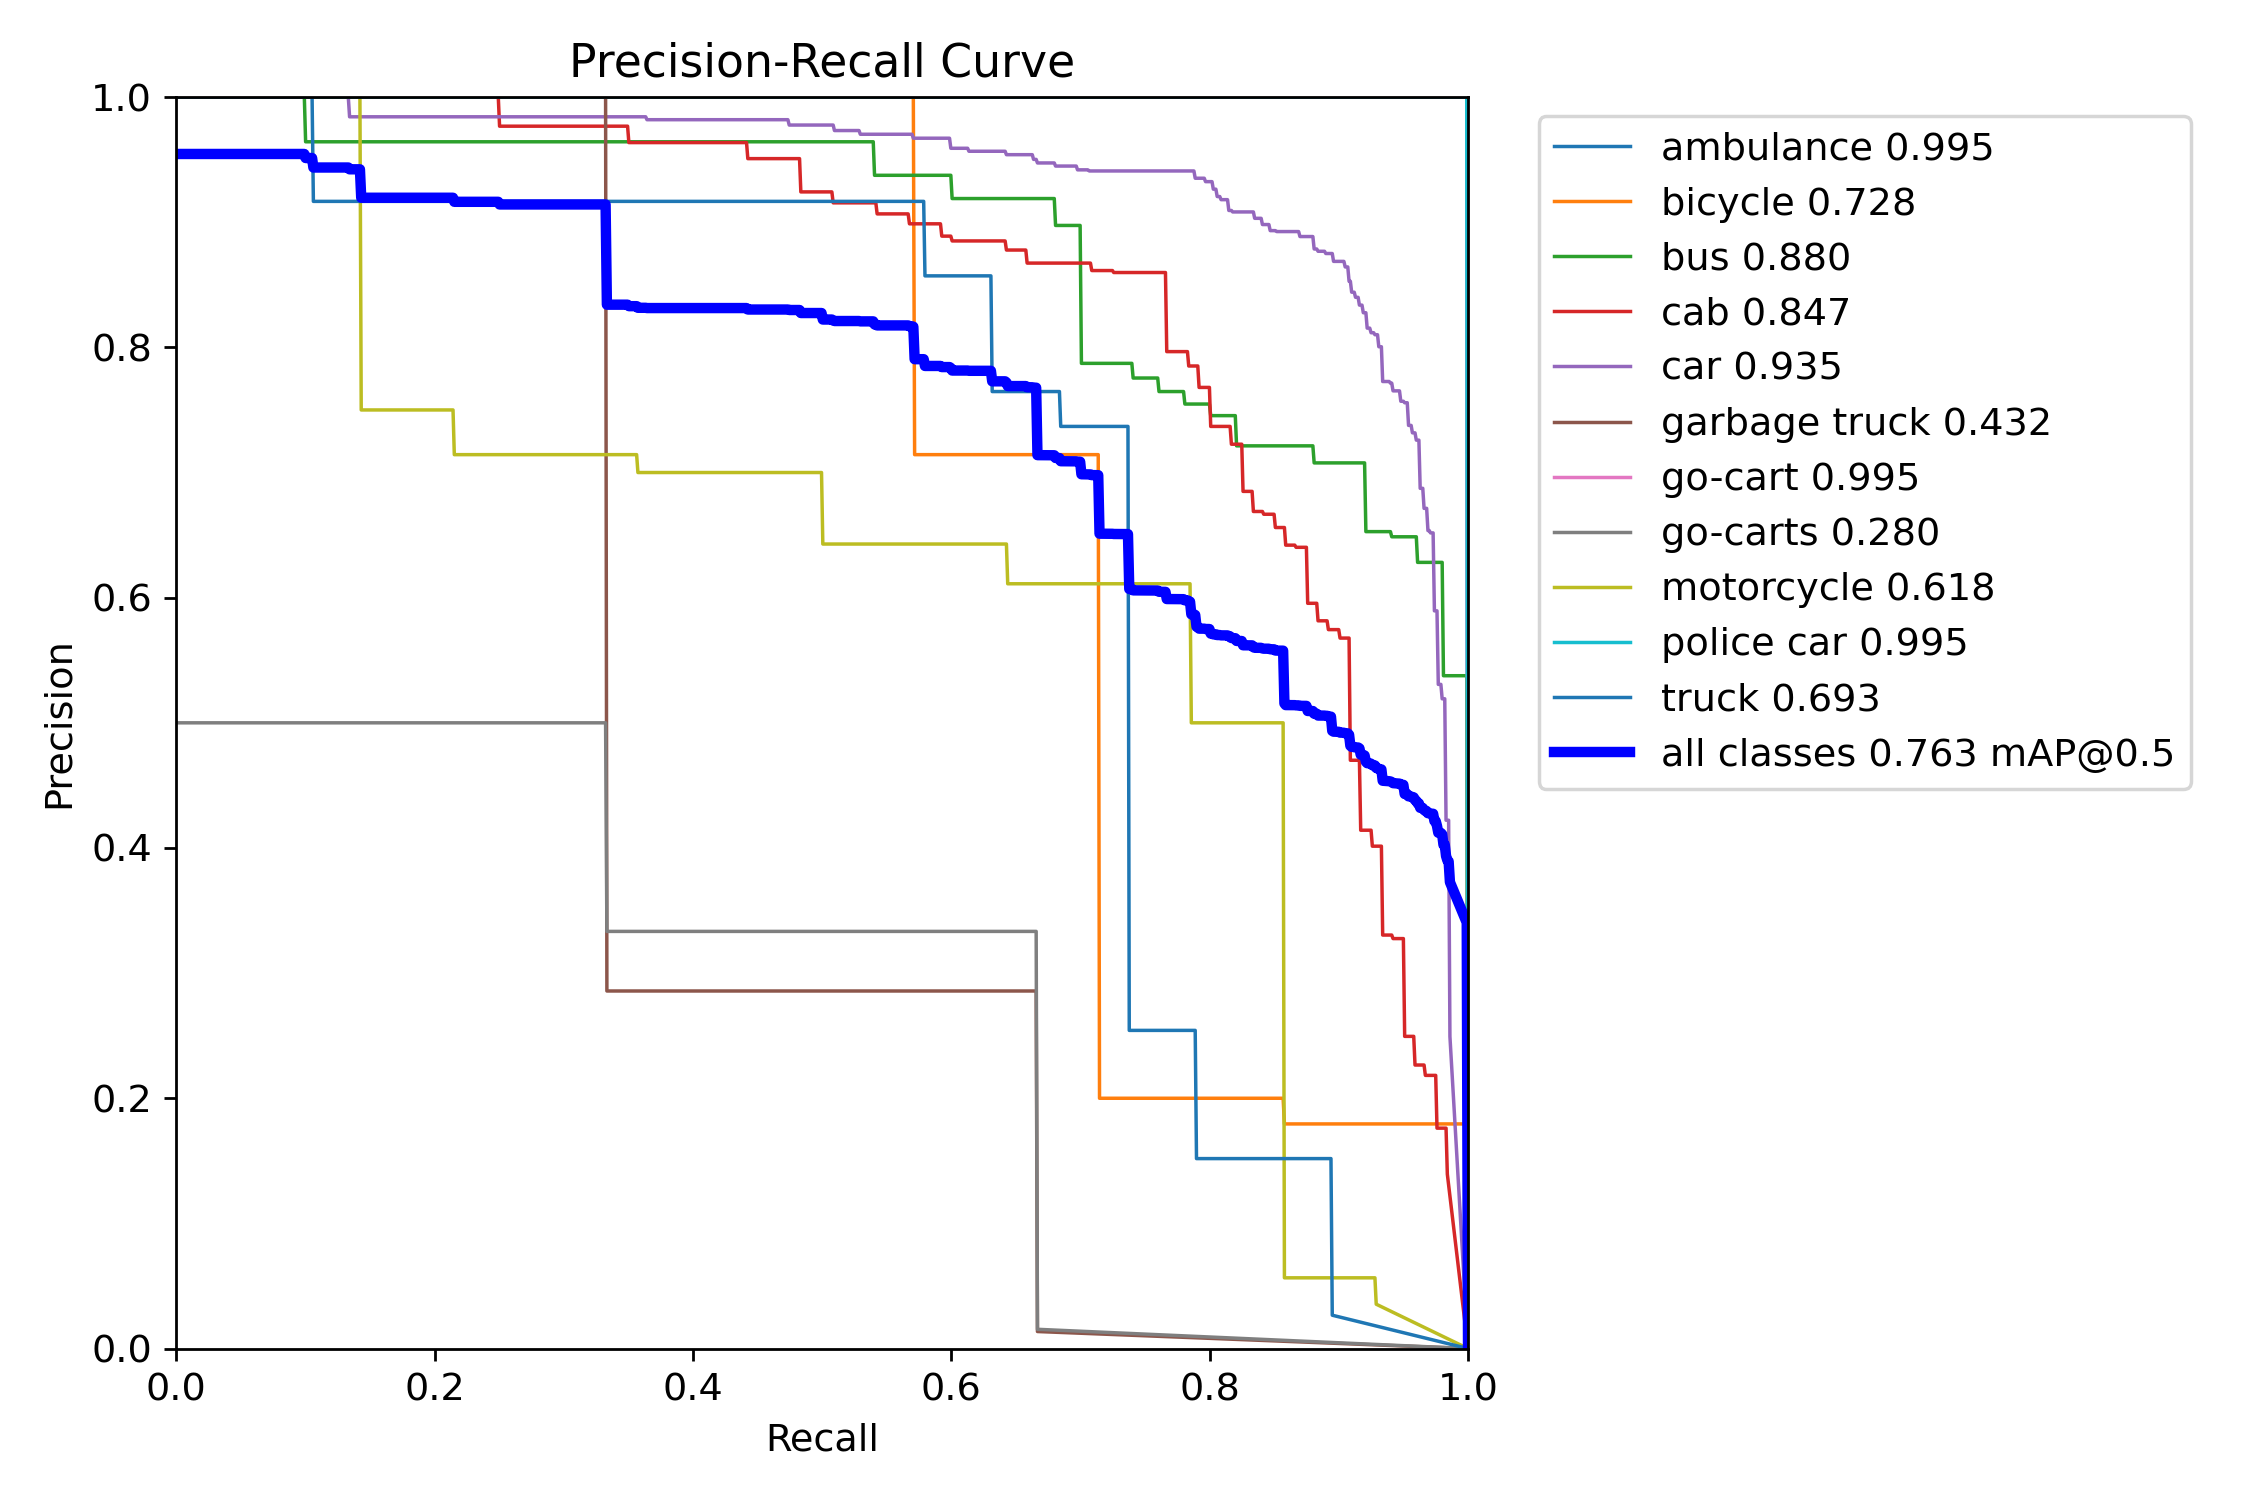 Precision-Recall Curve
1.0
0.8
0.6
0.4
0.2
0.0
Precision
0.0 0.2 0.4 0.6 0.8 1.0
Recall
ambulance 0.995
bicycle 0.728
bus 0.880
cab 0.847
car 0.935
garbage truck 0.432
go-cart 0.995
go-carts 0.280
motorcycle 0.618
police car 0.995
truck 0.693
all classes 0.763 mAP@0.5